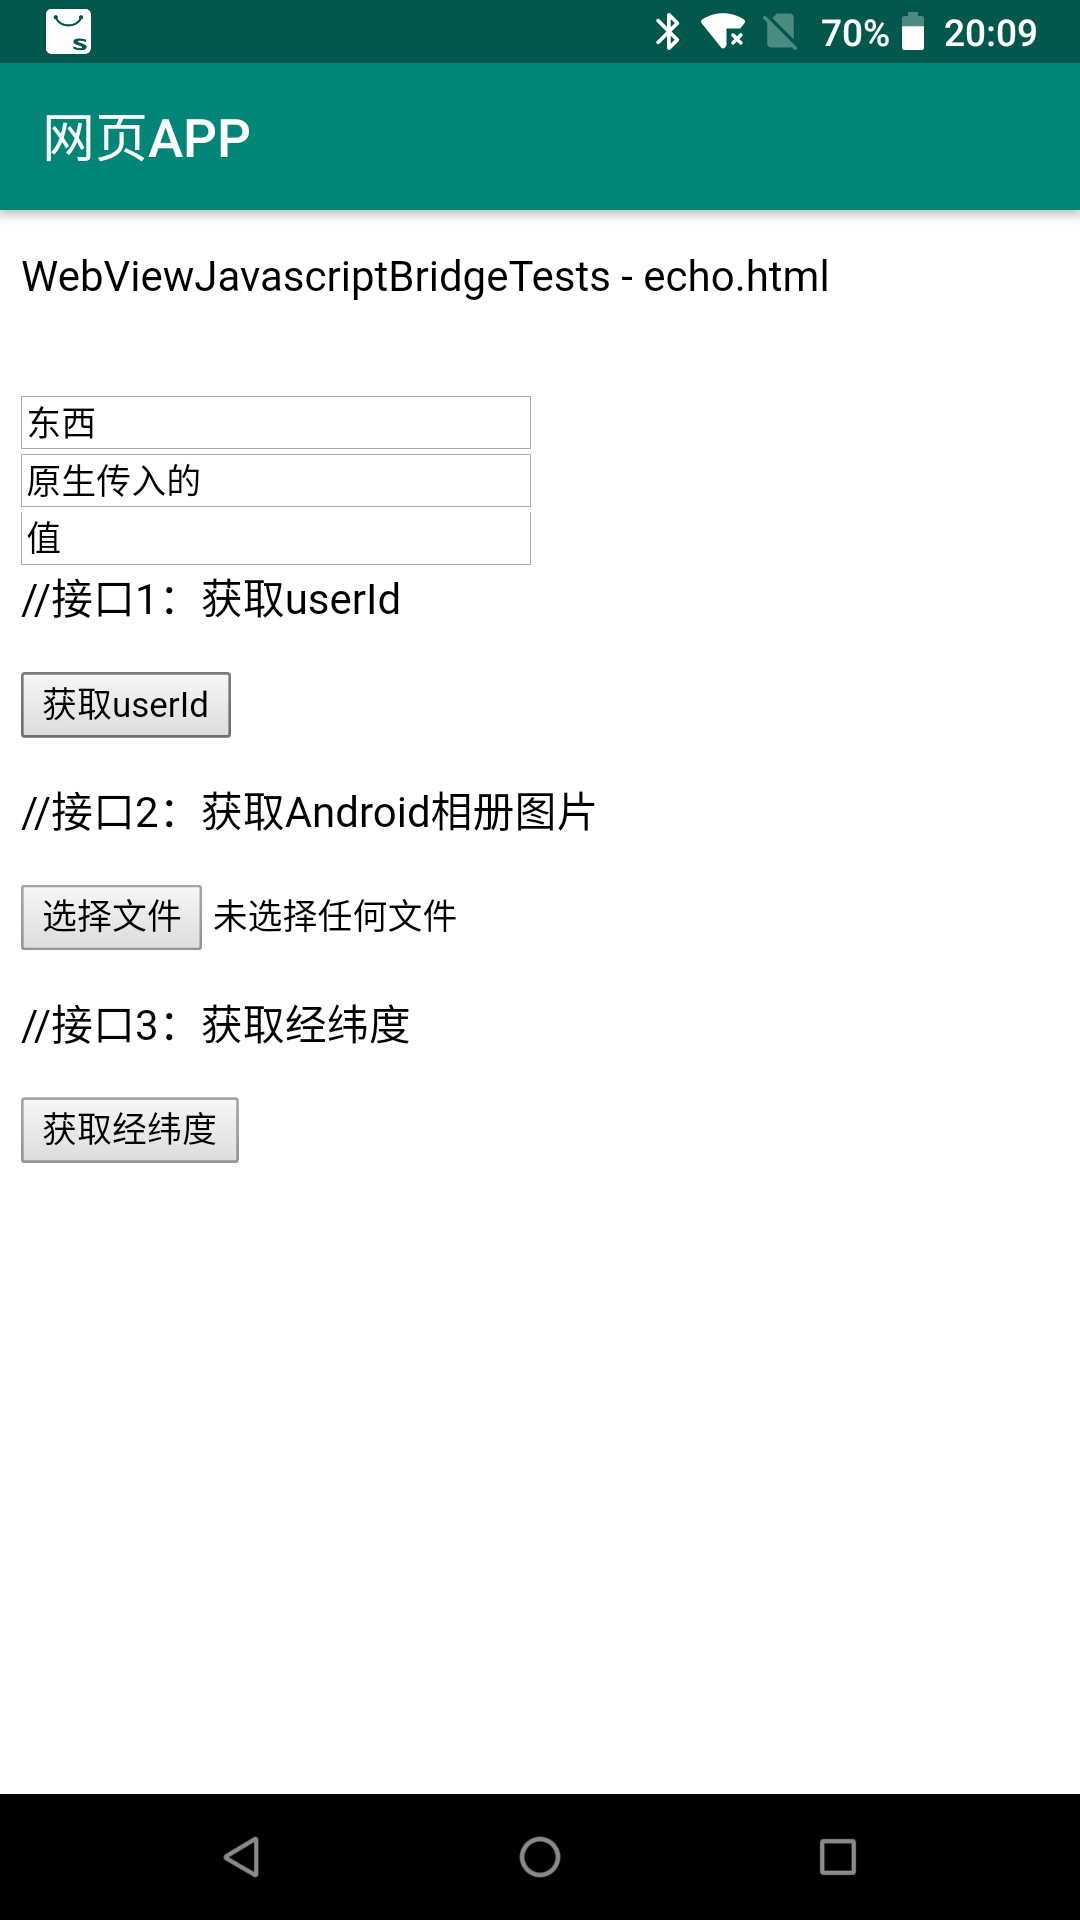 70% 20:09
网页APP
WebViewJavascriptBridgeTests - echo.html
东西
原生传入的
值
//接口1：获取userId
获取userId
//接口2：获取Android相册图片
选择文件 未选择任何文件
//接口3：获取经纬度
获取经纬度